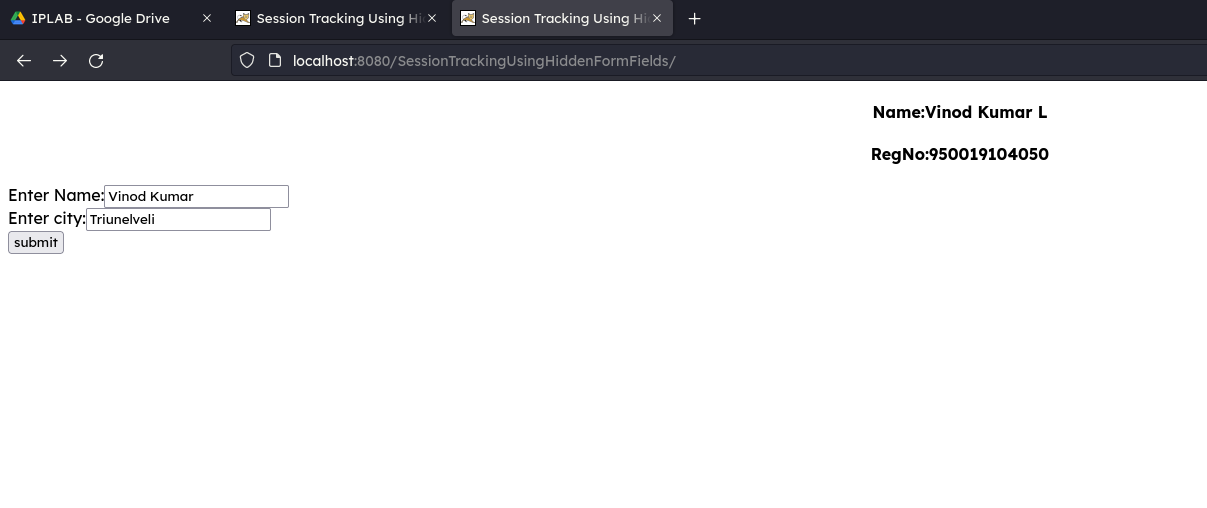 IPLAB - Google Drive
Session Tracking Using Hi
Session Tracking Using Hi
localhost:8080/SessionTrackingUsingHiddenFormFields/
Name:Vinod Kumar L
RegNo:950019104050
Enter Name: Vinod Kumar
Enter city: Triunelveli
submit